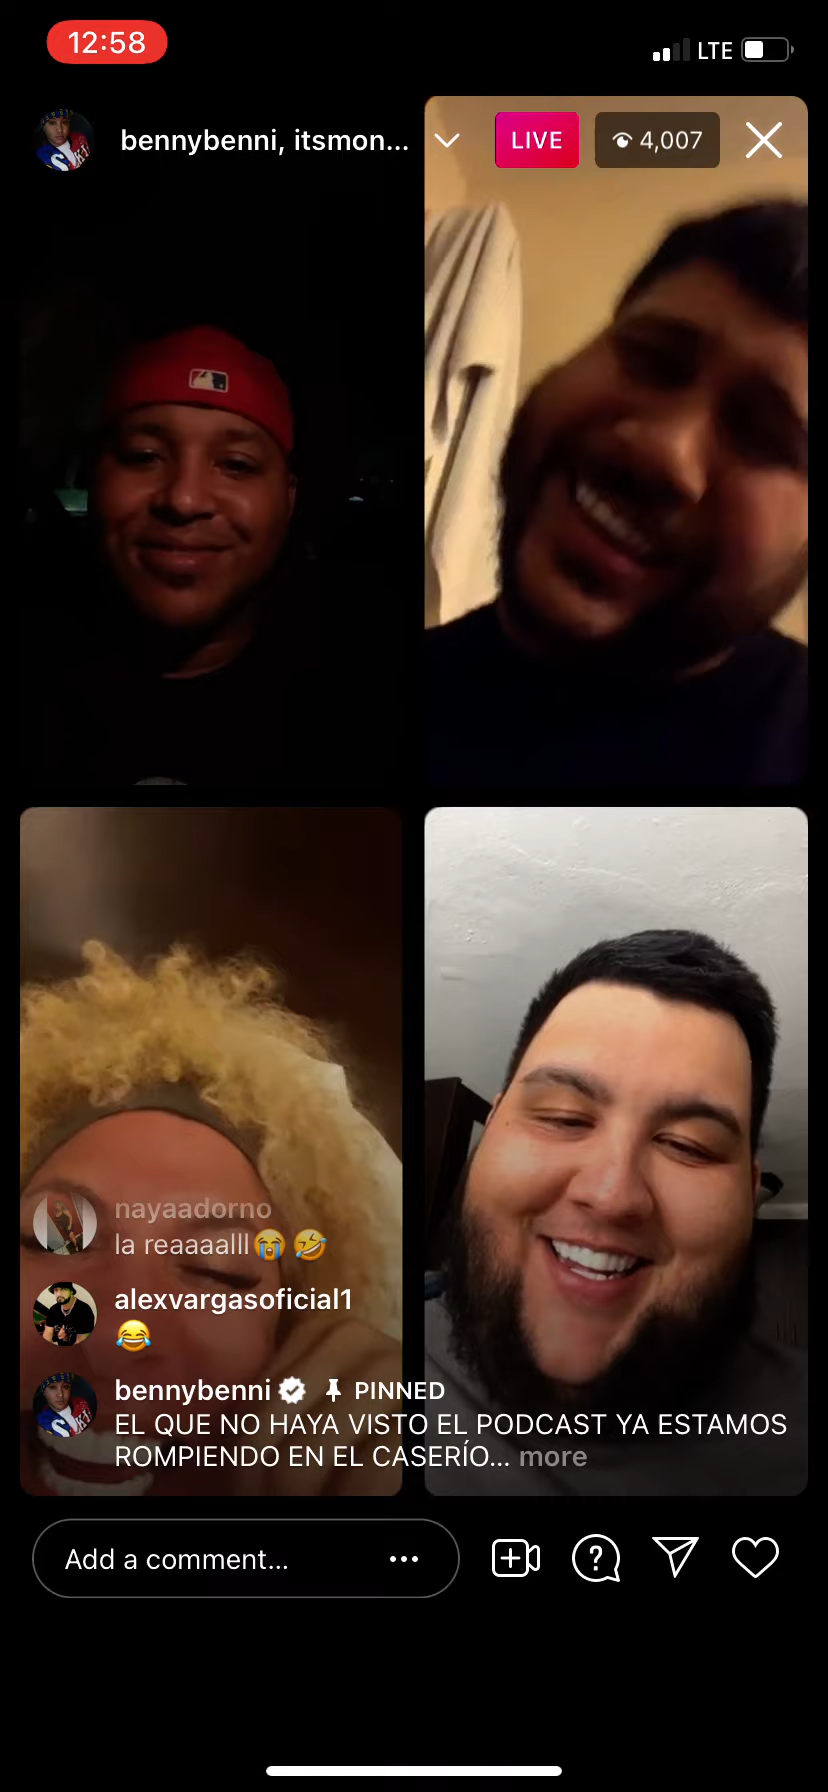 12:58
LTE
bennybenni, itsmon...
LIVE
4,007
nayaadorno
la reaaaalll😭🤣
alexvargasoficial1
😂
bennybenni PINNED
EL QUE NO HAYA VISTO EL PODCAST YA ESTAMOS
ROMPIENDO EN EL CASERÍO... more
Add a comment...